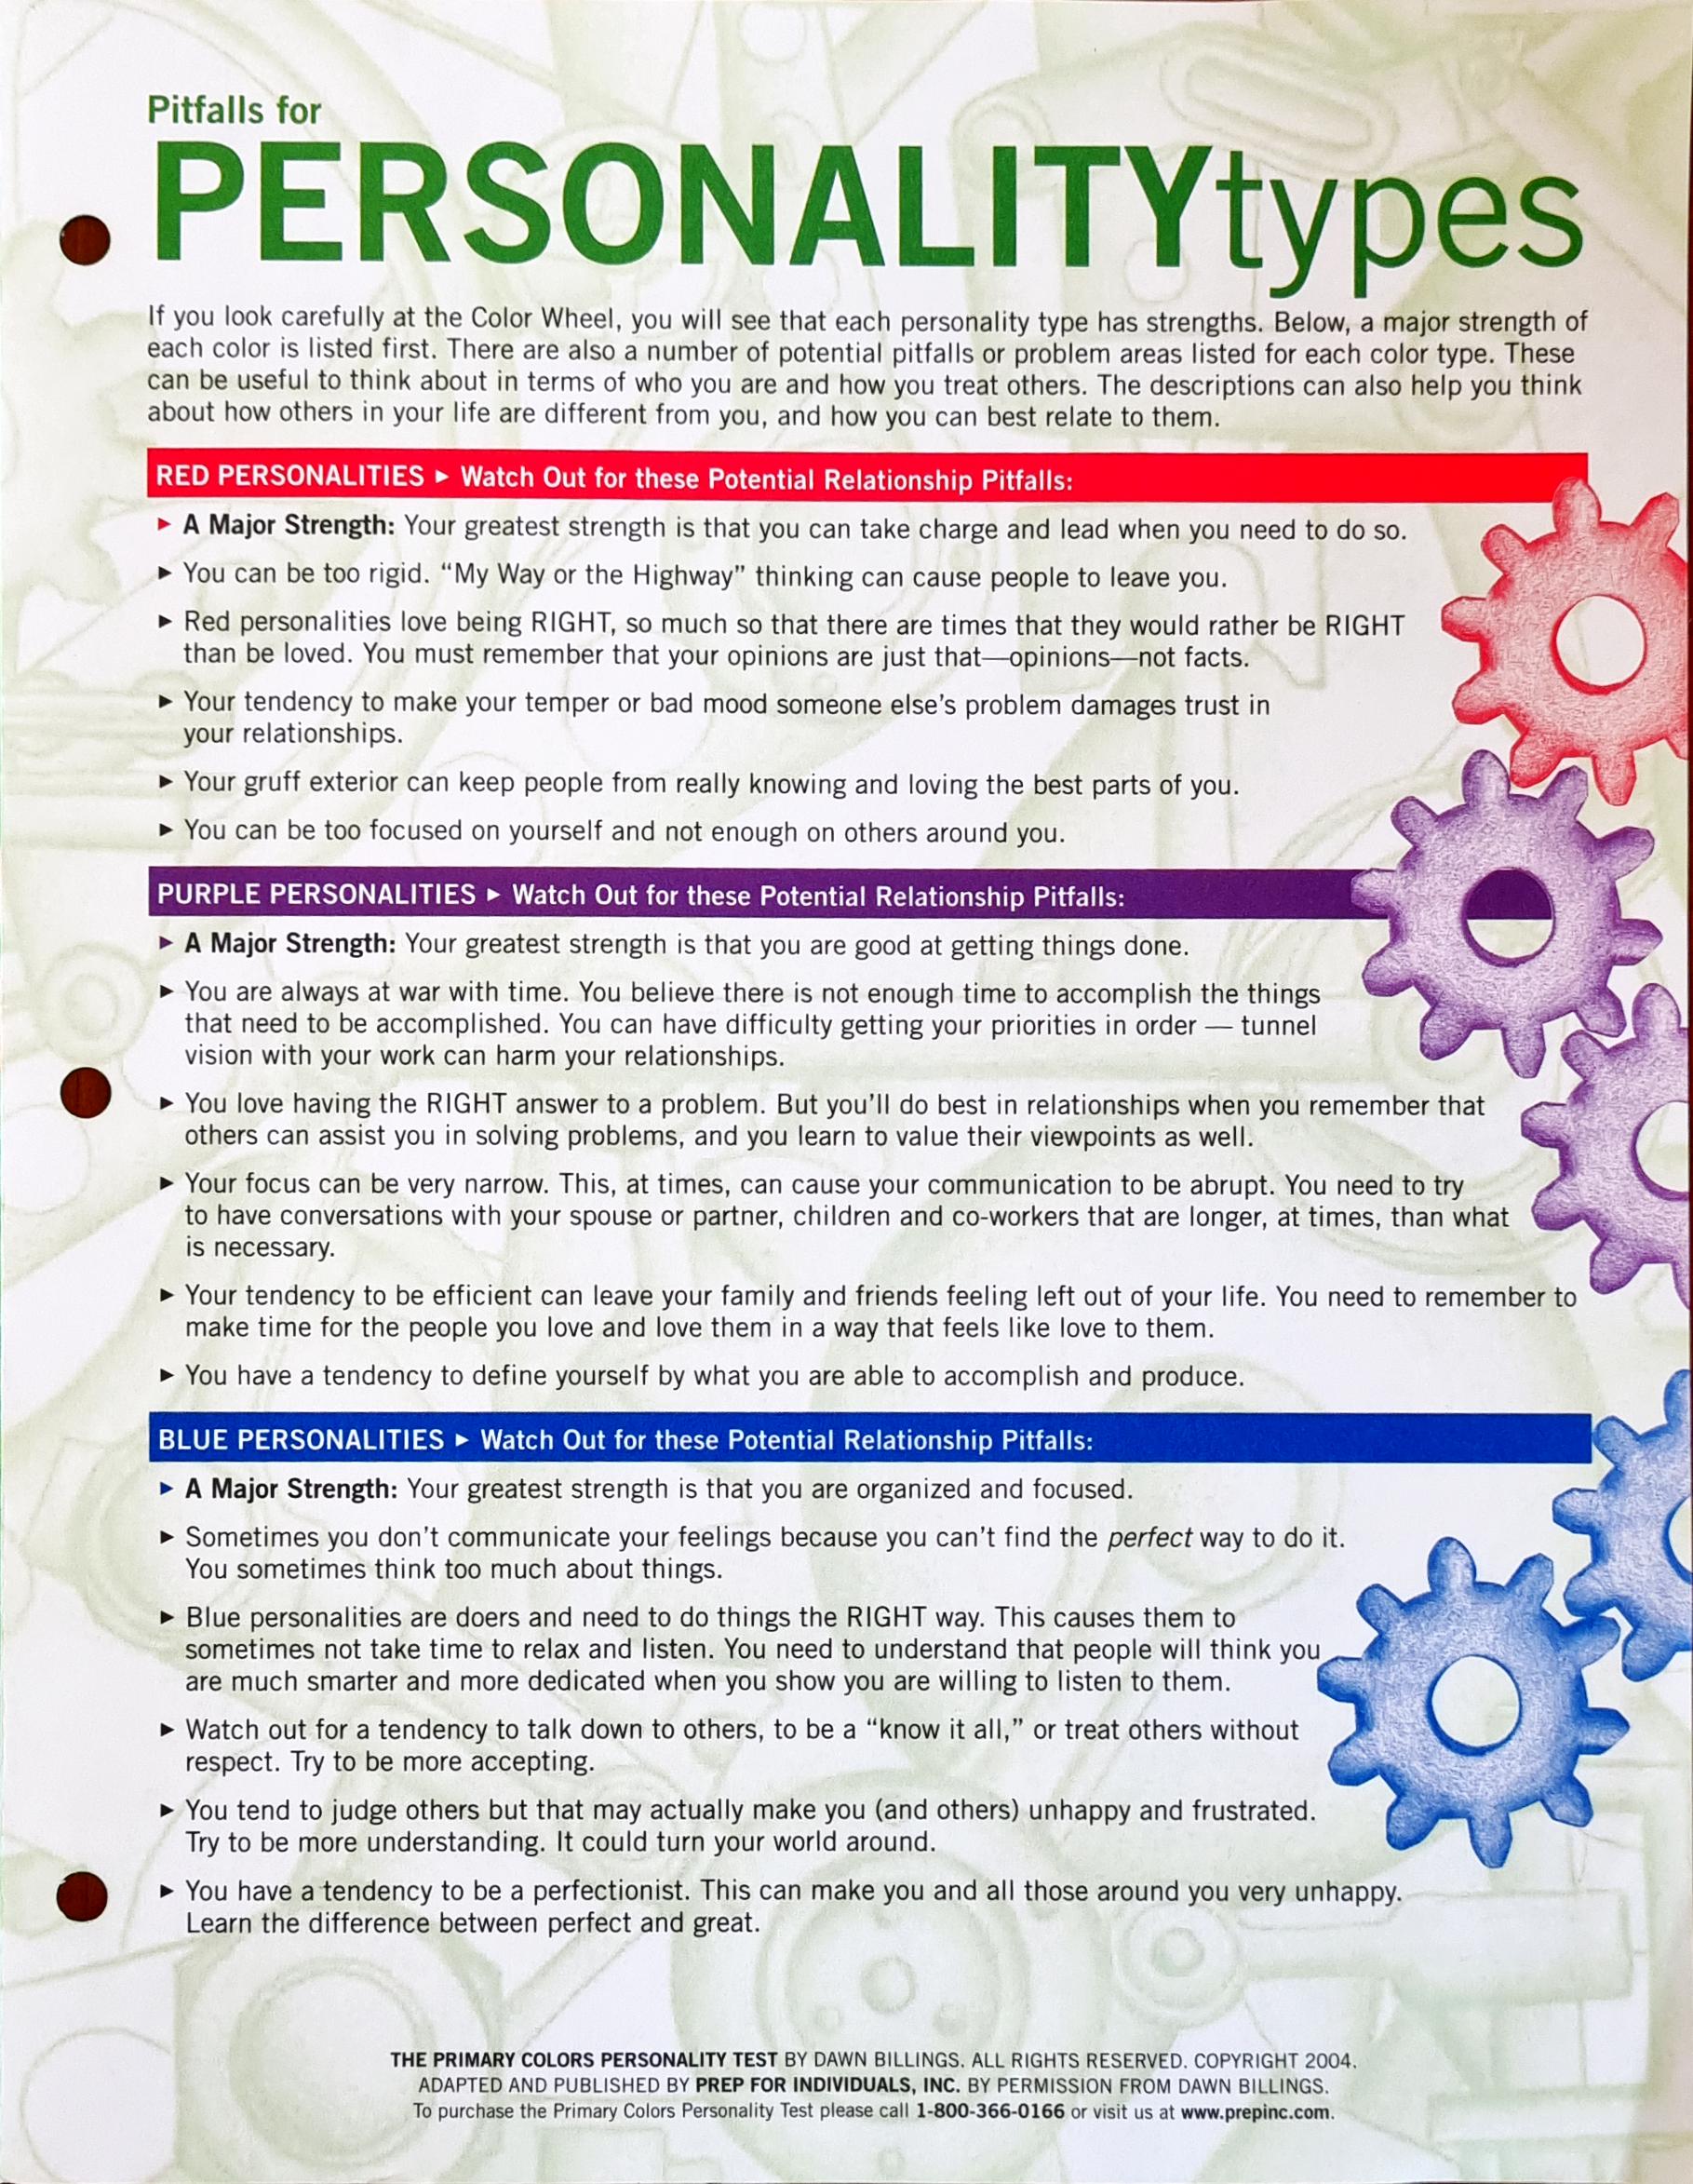 Pitfalls for
PERSONALITYtypes
If you look carefully at the Color Wheel, you will see that each personality type has strengths. Below, a major strength of
each color is listed first. There are also a number of potential pitfalls or problem areas listed for each color type. These
can be useful to think about in terms of who you are and how you treat others. The descriptions can also help you think
about how others in your life are different from you, and how you can best relate to them.
RED PERSONALITIES ► Watch Out for these Potential Relationship Pitfalls:
► A Major Strength: Your greatest strength is that you can take charge and lead when you need to do so.
► You can be too rigid. “My Way or the Highway” thinking can cause people to leave you.
► Red personalities love being RIGHT, so much so that there are times that they would rather be RIGHT
than be loved. You must remember that your opinions are just that—opinions—not facts.
► Your tendency to make your temper or bad mood someone else’s problem damages trust in
your relationships.
► Your gruff exterior can keep people from really knowing and loving the best parts of you.
► You can be too focused on yourself and not enough on others around you.
PURPLE PERSONALITIES ► Watch Out for these Potential Relationship Pitfalls:
► A Major Strength: Your greatest strength is that you are good at getting things done.
► You are always at war with time. You believe there is not enough time to accomplish the things
that need to be accomplished. You can have difficulty getting your priorities in order — tunnel
vision with your work can harm your relationships.
► You love having the RIGHT answer to a problem. But you’ll do best in relationships when you remember that
others can assist you in solving problems, and you learn to value their viewpoints as well.
► Your focus can be very narrow. This, at times, can cause your communication to be abrupt. You need to try
to have conversations with your spouse or partner, children and co-workers that are longer, at times, than what
is necessary.
► Your tendency to be efficient can leave your family and friends feeling left out of your life. You need to remember to
make time for the people you love and love them in a way that feels like love to them.
► You have a tendency to define yourself by what you are able to accomplish and produce.
BLUE PERSONALITIES ► Watch Out for these Potential Relationship Pitfalls:
► A Major Strength: Your greatest strength is that you are organized and focused.
► Sometimes you don’t communicate your feelings because you can’t find the perfect way to do it.
You sometimes think too much about things.
► Blue personalities are doers and need to do things the RIGHT way. This causes them to
sometimes not take time to relax and listen. You need to understand that people will think you
are much smarter and more dedicated when you show you are willing to listen to them.
► Watch out for a tendency to talk down to others, to be a “know it all,” or treat others without
respect. Try to be more accepting.
► You tend to judge others but that may actually make you (and others) unhappy and frustrated.
Try to be more understanding. It could turn your world around.
► You have a tendency to be a perfectionist. This can make you and all those around you very unhappy.
Learn the difference between perfect and great.
THE PRIMARY COLORS PERSONALITY TEST BY DAWN BILLINGS. ALL RIGHTS RESERVED. COPYRIGHT 2004.
ADAPTED AND PUBLISHED BY PREP FOR INDIVIDUALS, INC. BY PERMISSION FROM DAWN BILLINGS.
To purchase the Primary Colors Personality Test please call 1-800-366-0166 or visit us at www.prepinc.com.